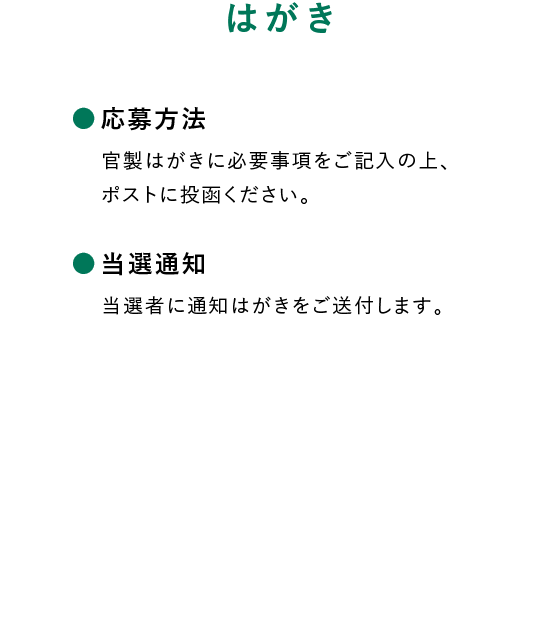 はがき
●応募方法
官製はがきに必要事項をご記入の上、
ポストに投函ください。
●当選通知
当選者に通知はがきをご送付します。